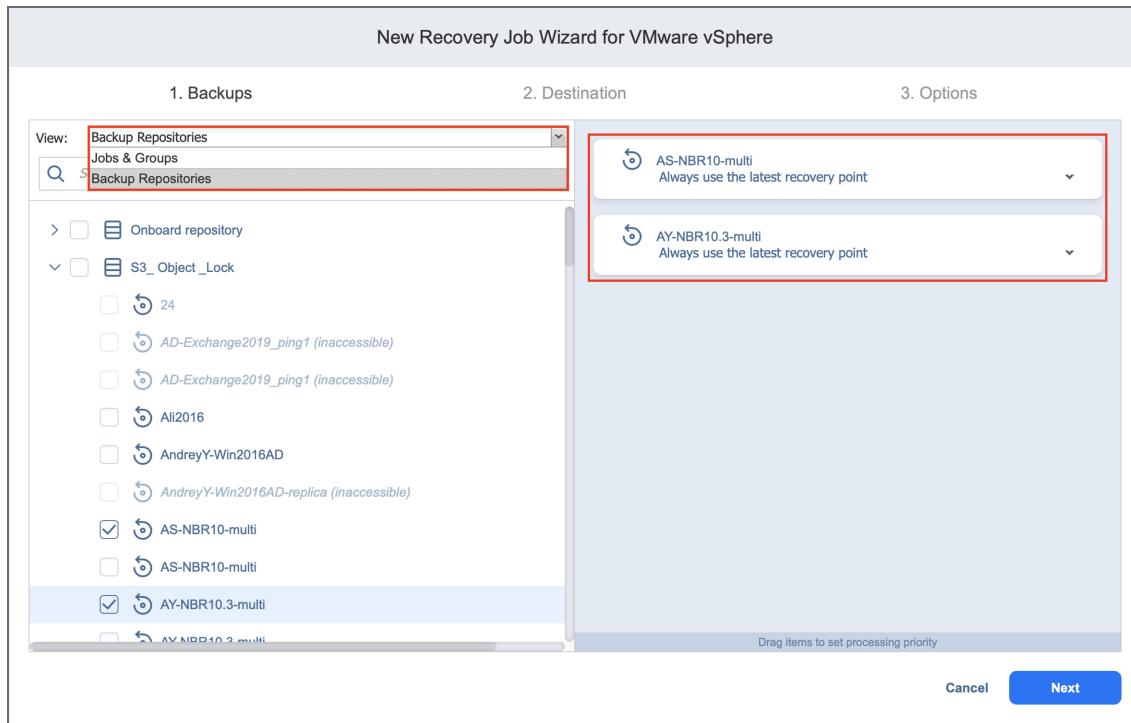 New Recovery Job Wizard for VMware vSphere
1. Backups
2. Destination
3. Options
View:
Backup Repositories
Jobs & Groups
Backup Repositories
S
Onboard repository
S3_ Object _Lock
24
AD-Exchange2019_ping1 (inaccessible)
AD-Exchange2019_ping1 (inaccessible)
Ali2016
AndreyY-Win2016AD
AndreyY-Win2016AD-replica (inaccessible)
AS-NBR10-multi
AS-NBR10-multi
AY-NBR10.3-multi
AY-NBR10.3-multi
AS-NBR10-multi
Always use the latest recovery point
AY-NBR10.3-multi
Always use the latest recovery point
Drag items to set processing priority
Cancel
Next